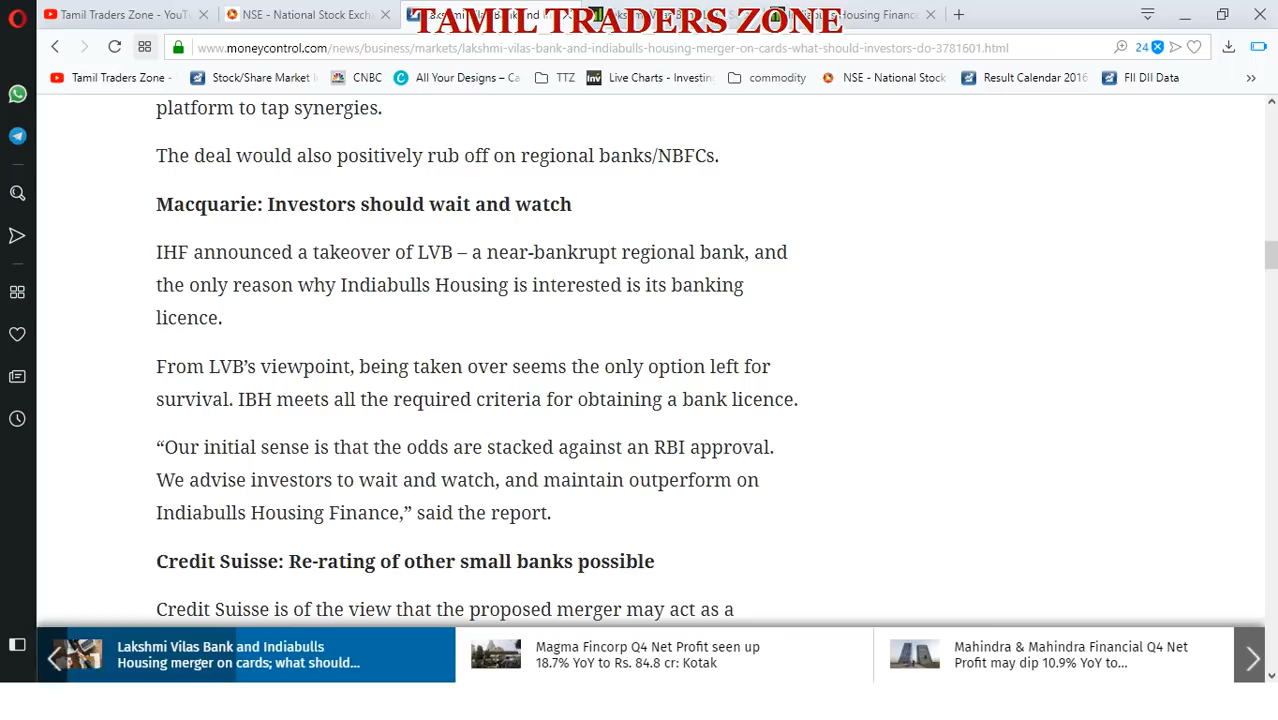 TAMIL TRADERS ZONE
Tamil Traders Zone - YouT
NSE - National Stock Exch
Indiabulls Housing Finance
www.moneycontrol.com/news/business/markets/lakshmi-vilas-bank-and-indiabulls-housing-merger-on-cards-what-should-investors-do-3781601.html
24
Tamil Traders Zone - Stock/Share Market I CNBC All Your Designes – Ca TTZ Inv Live Charts - Investin commodity NSE - National Stock Result Calendar 2016 FII DII Data
platform to tap synergies.
The deal would also positively rub off on regional banks/NBFCs.
Macquarie: Investors should wait and watch
IHF announced a takeover of LVB – a near-bankrupt regional bank, and
the only reason why Indiabulls Housing is interested is its banking
licence.
From LVB’s viewpoint, being taken over seems the only option left for
survival. IBH meets all the required criteria for obtaining a bank licence.
“Our initial sense is that the odds are stacked against an RBI approval.
We advise investors to wait and watch, and maintain outperform on
Indiabulls Housing Finance,” said the report.
Credit Suisse: Re-rating of other small banks possible
Credit Suisse is of the view that the proposed merger may act as a
Lakshmi Vilas Bank and Indiabulls
Housing merger on cards; what should...
Magma Fincorp Q4 Net Profit seen up
18.7% YoY to Rs. 84.8 cr: Kotak
Mahindra & Mahindra Financial Q4 Net
Profit may dip 10.9% YoY to...